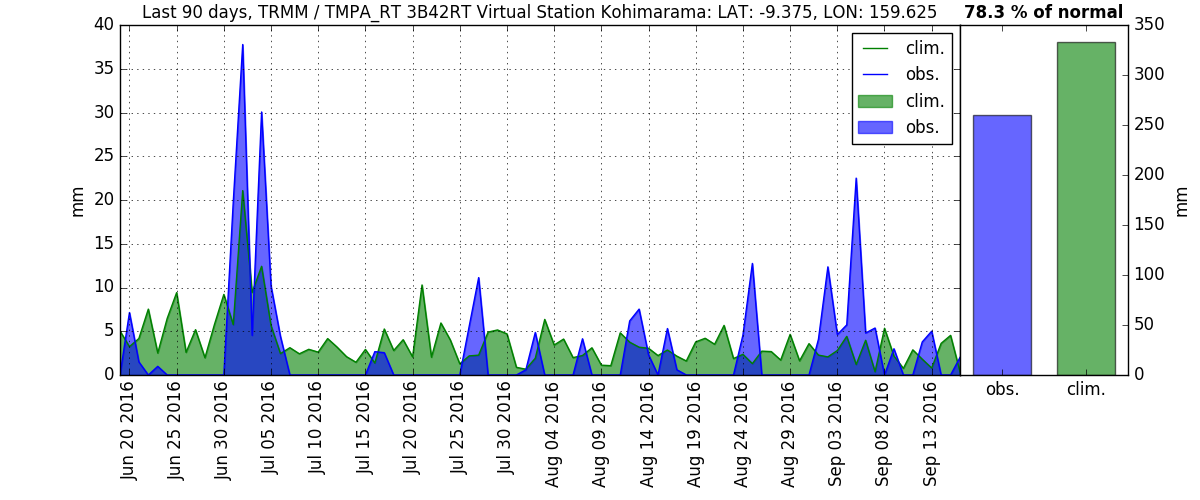 Last 90 days, TRMM / TMPA_RT 3B42RT Virtual Station Kohimarama: LAT: -9.375, LON: 159.625
78.3 % of normal
40
35
30
25
20
15
10
5
0
mm
clim.
obs.
clim.
obs.
350
300
250
200
150
100
50
0
mm
Jun 20 2016
Jun 25 2016
Jun 30 2016
Jul 05 2016
Jul 10 2016
Jul 15 2016
Jul 20 2016
Jul 25 2016
Jul 30 2016
Aug 04 2016
Aug 09 2016
Aug 14 2016
Aug 19 2016
Aug 24 2016
Aug 29 2016
Sep 03 2016
Sep 08 2016
Sep 13 2016
obs.
clim.